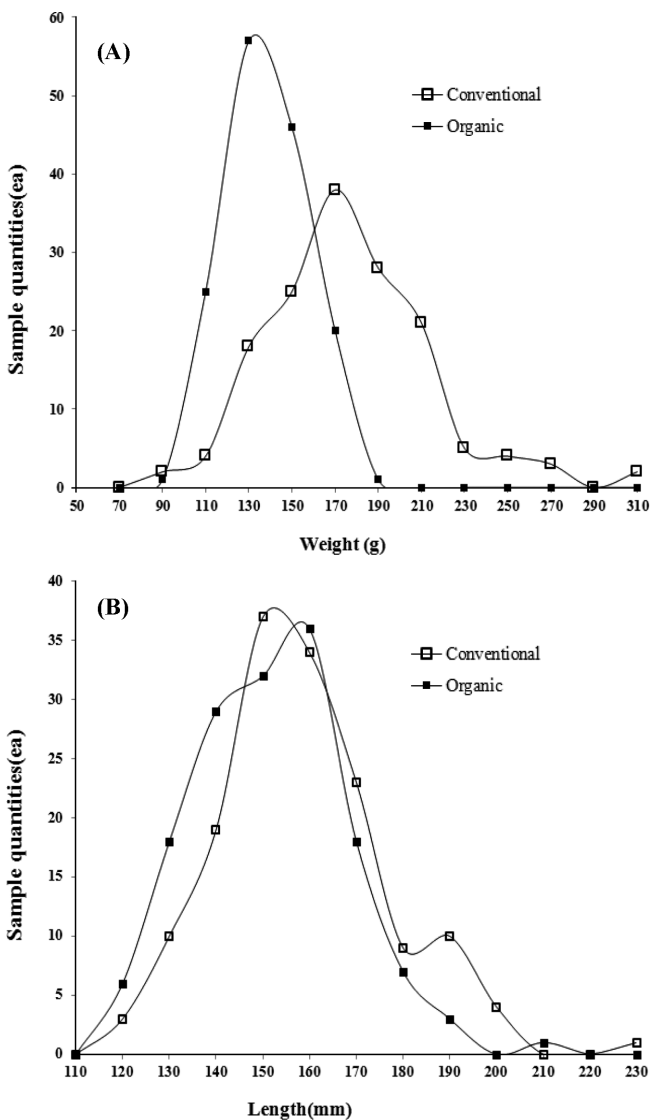 (A)
60
50
40
30
20
10
0
Sample quantities(ea)
Conventional
Organic
50 70 90 110 130 150 170 190 210 230 250 270 290 310
Weight (g)
(B)
40
35
30
25
20
15
10
5
0
Sample quantities(ea)
Conventional
Organic
110 120 130 140 150 160 170 180 190 200 210 220 230
Length(mm)